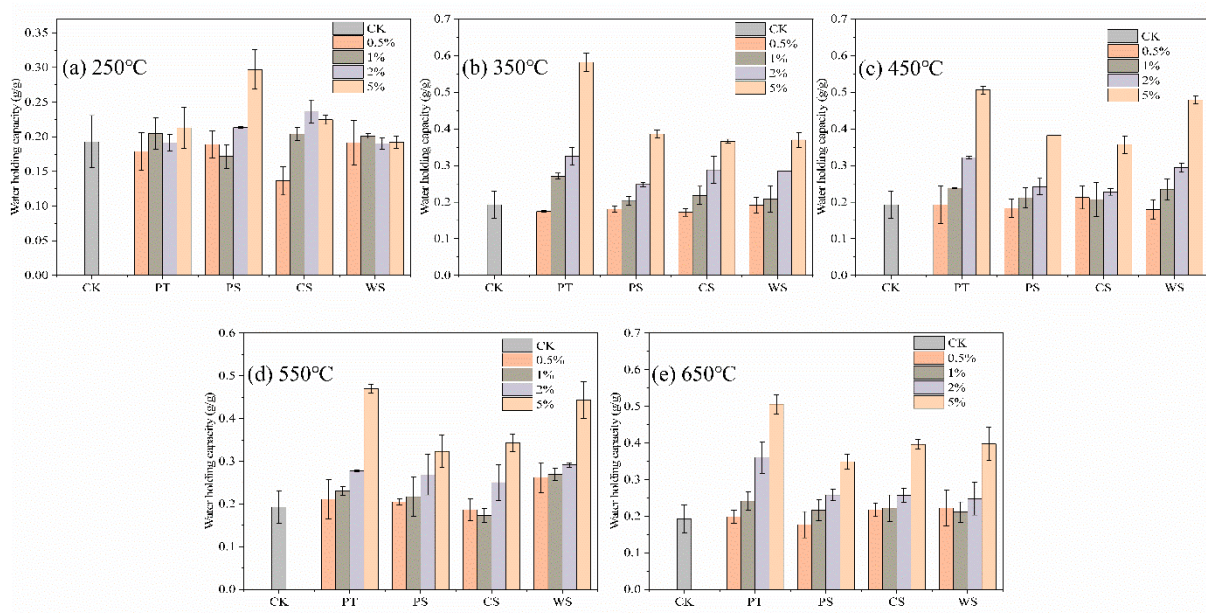 (a) 250℃
CK
0.5%
1%
2%
5%
Water holding capacity (g/g)
0.35
0.30
0.25
0.20
0.15
0.10
0.05
0.00
CK PT PS CS WS
(b) 350℃
CK
0.5%
1%
2%
5%
Water holding capacity (g/g)
0.7
0.6
0.5
0.4
0.3
0.2
0.1
0.0
CK PT PS CS WS
(c) 450℃
CK
0.5%
1%
2%
5%
Water holding capacity (g/g)
0.7
0.6
0.5
0.4
0.3
0.2
0.1
0.0
CK PT PS CS WS
(d) 550℃
CK
0.5%
1%
2%
5%
Water holding capacity (g/g)
0.6
0.5
0.4
0.3
0.2
0.1
0.0
CK PT PS CS WS
(e) 650℃
CK
0.5%
1%
2%
5%
Water holding capacity (g/g)
0.7
0.6
0.5
0.4
0.3
0.2
0.1
0.0
CK PT PS CS WS